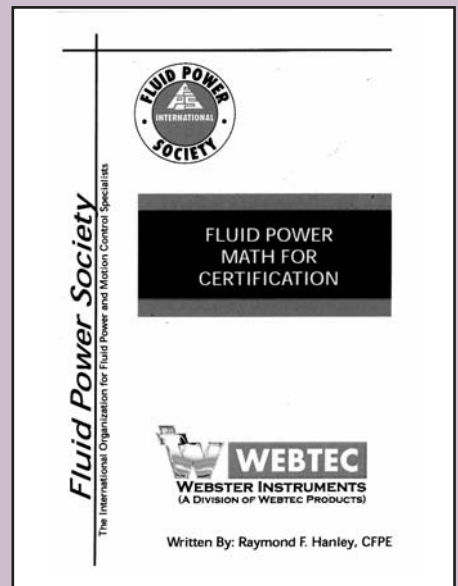 FLUID POWER
INTERNATIONAL
SOCIETY
Fluid Power Society
The International Organization for Fluid Power and Motion Control Specialists
FLUID POWER
MATH FOR
CERTIFICATION
W WEBTEC
WEBSTER INSTRUMENTS
(A DIVISION OF WEBTEC PRODUCTS)
Written By: Raymond F. Hanley, CFPE